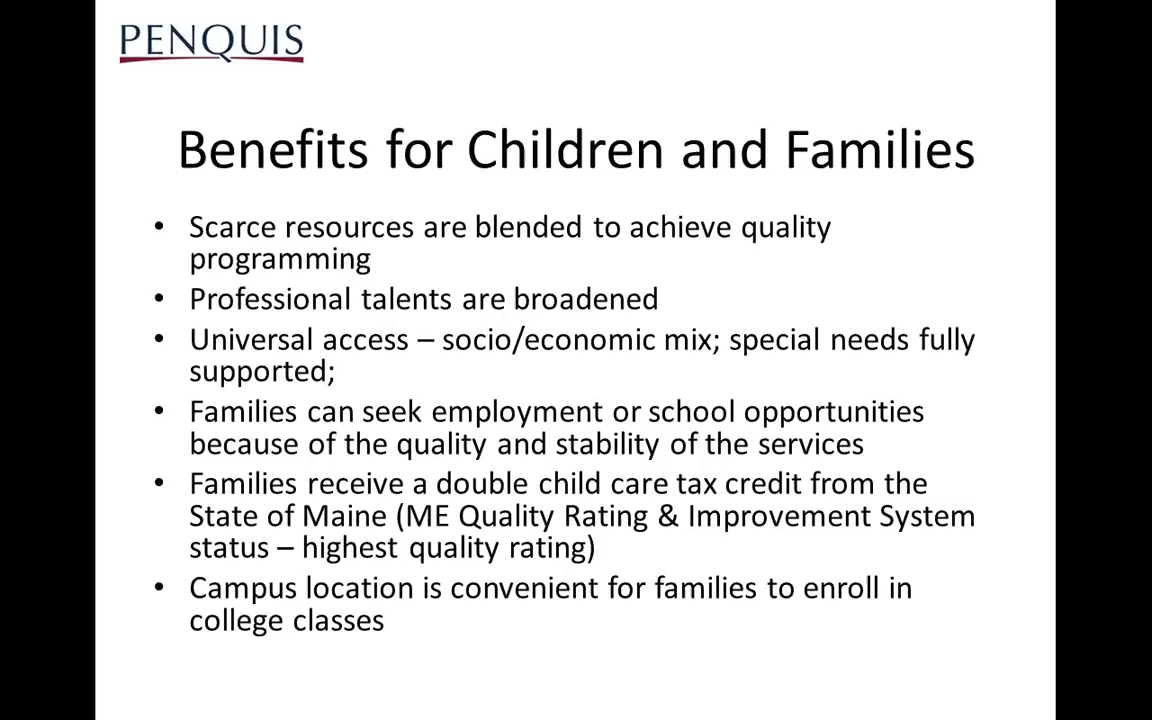 PENQUIS
Benefits for Children and Families
• Scarce resources are blended to achieve quality
programming
• Professional talents are broadened
• Universal access – socio/economic mix; special needs fully
supported;
• Families can seek employment or school opportunities
because of the quality and stability of the services
• Families receive a double child care tax credit from the
State of Maine (ME Quality Rating & Improvement System
status – highest quality rating)
• Campus location is convenient for families to enroll in
college classes